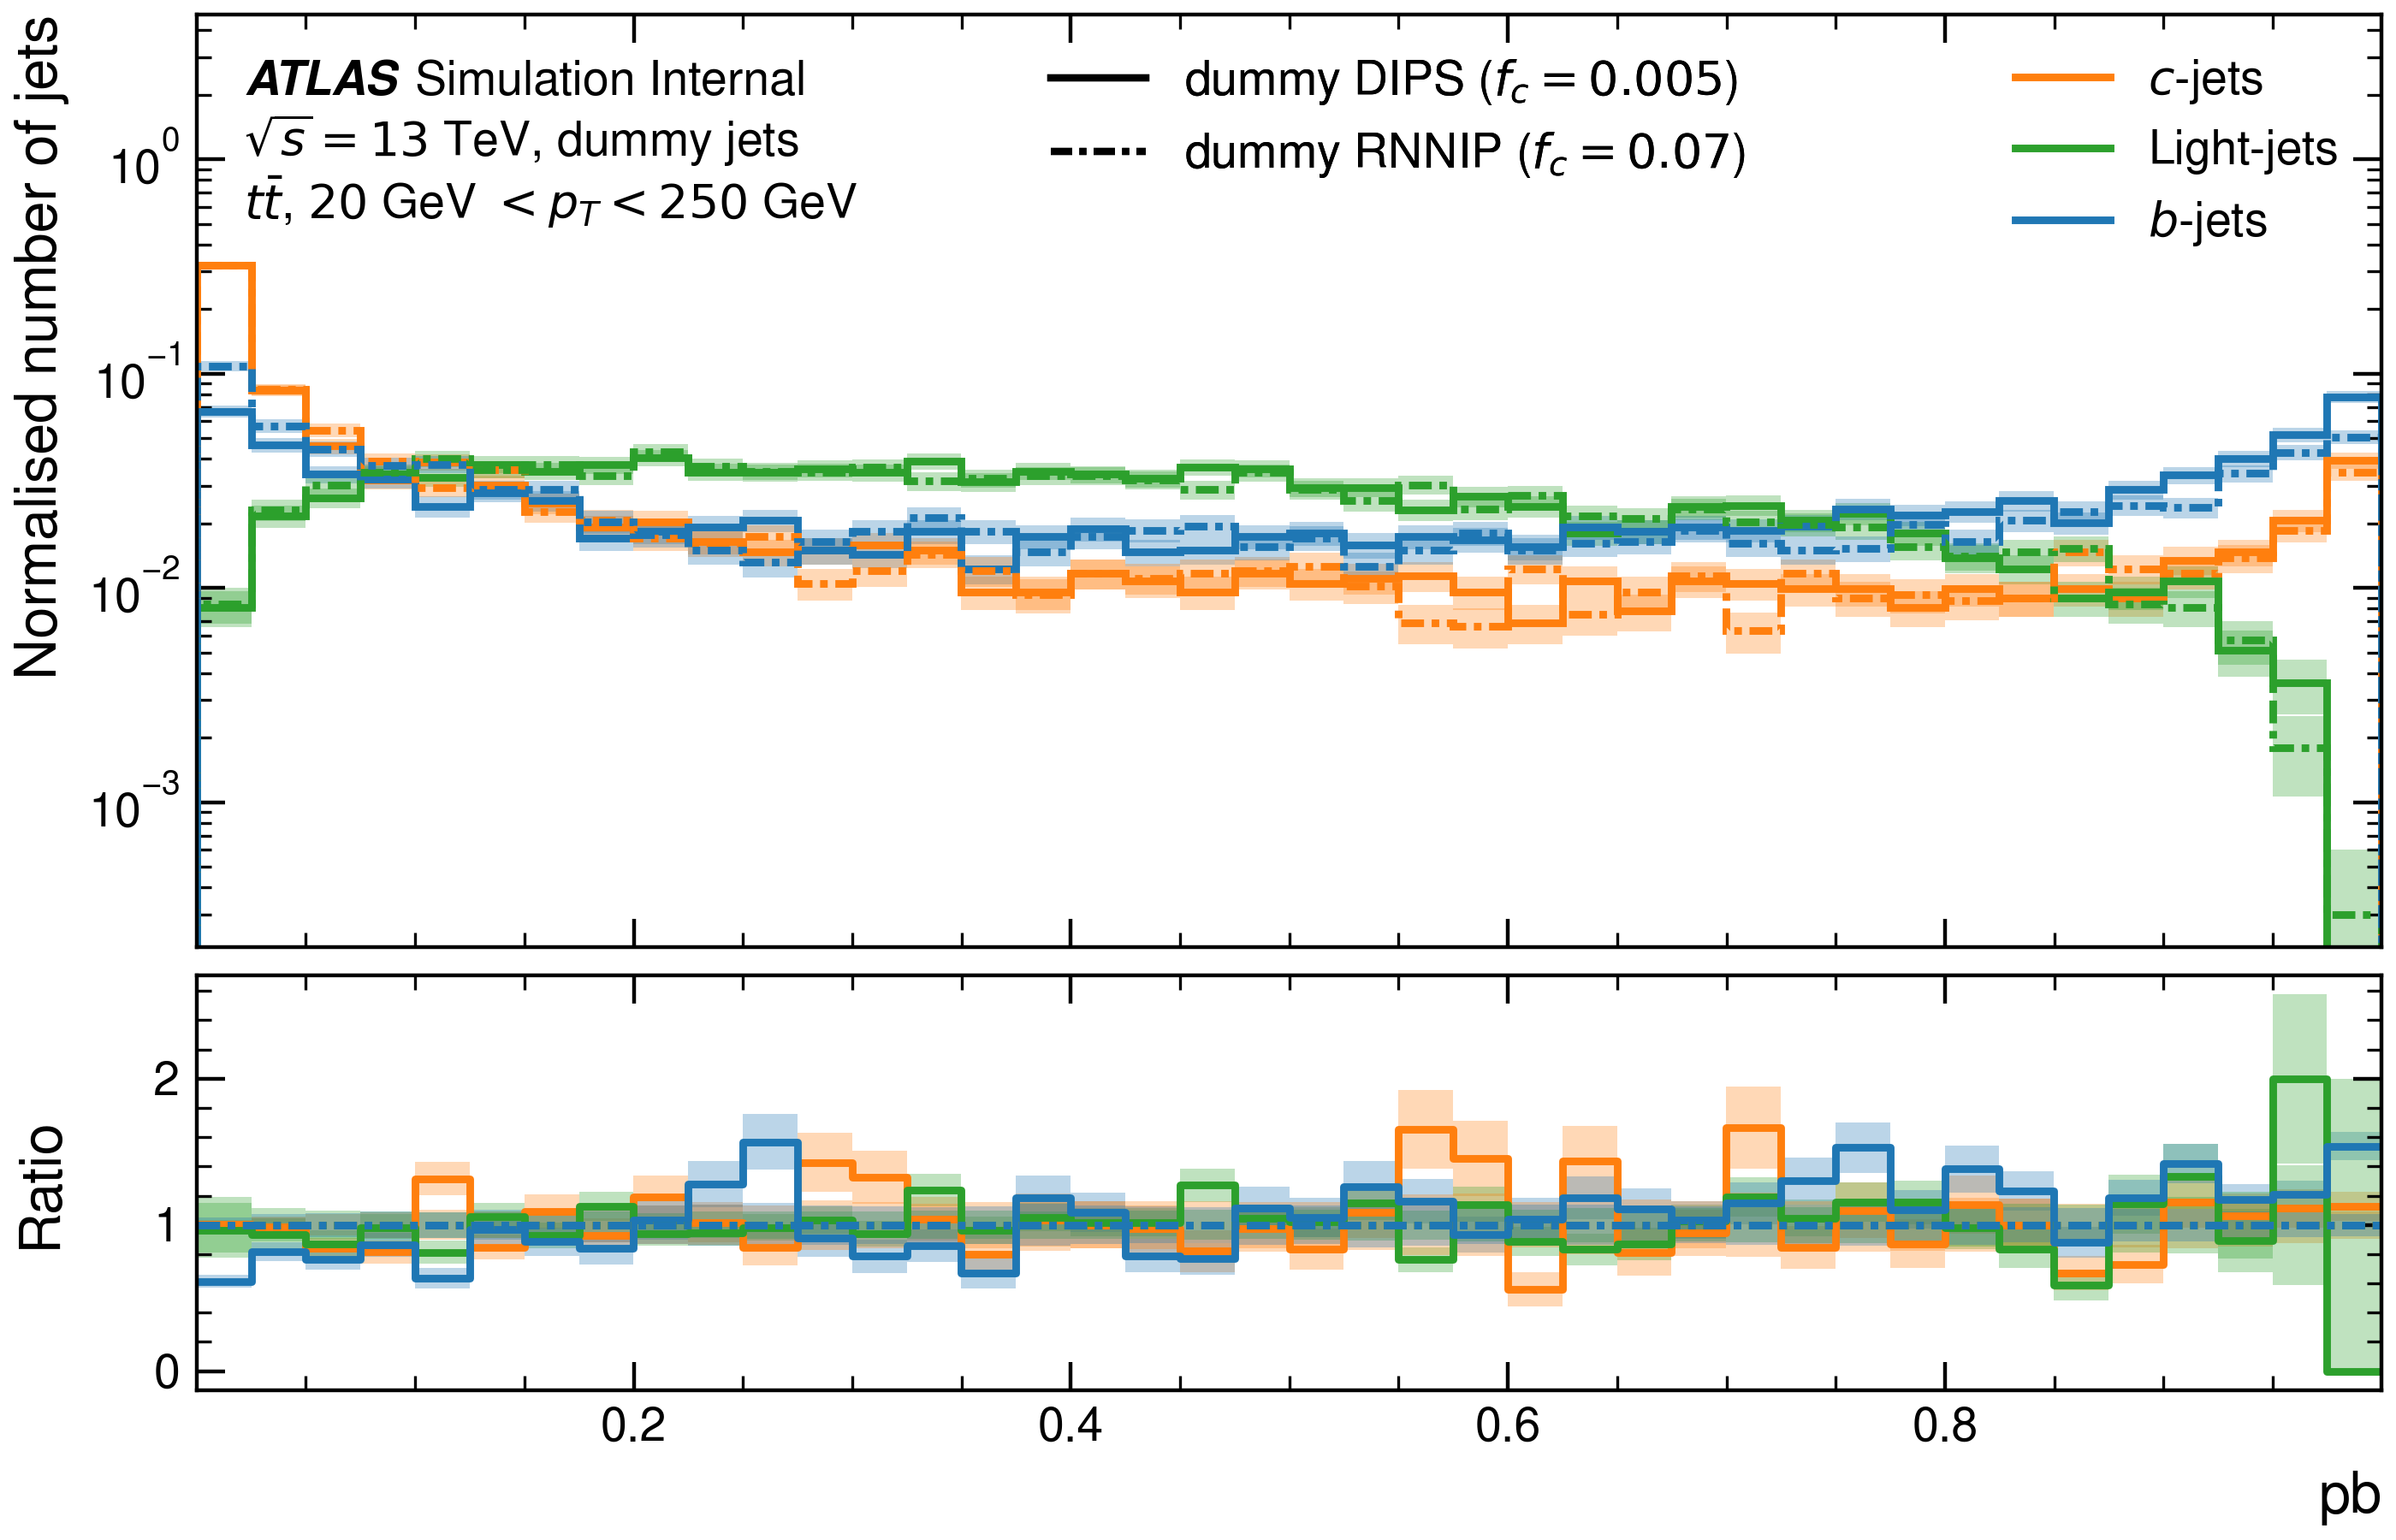 Normalised number of jets
ATLAS Simulation Internal
√s = 13 TeV, dummy jets
tt̄, 20 GeV < p_T < 250 GeV
dummy DIPS (f_c = 0.005)
dummy RNNIP (f_c = 0.07)
c-jets
Light-jets
b-jets
10^0
10^−1
10^−2
10^−3
Ratio
2
1
0
0.2 0.4 0.6 0.8
pb